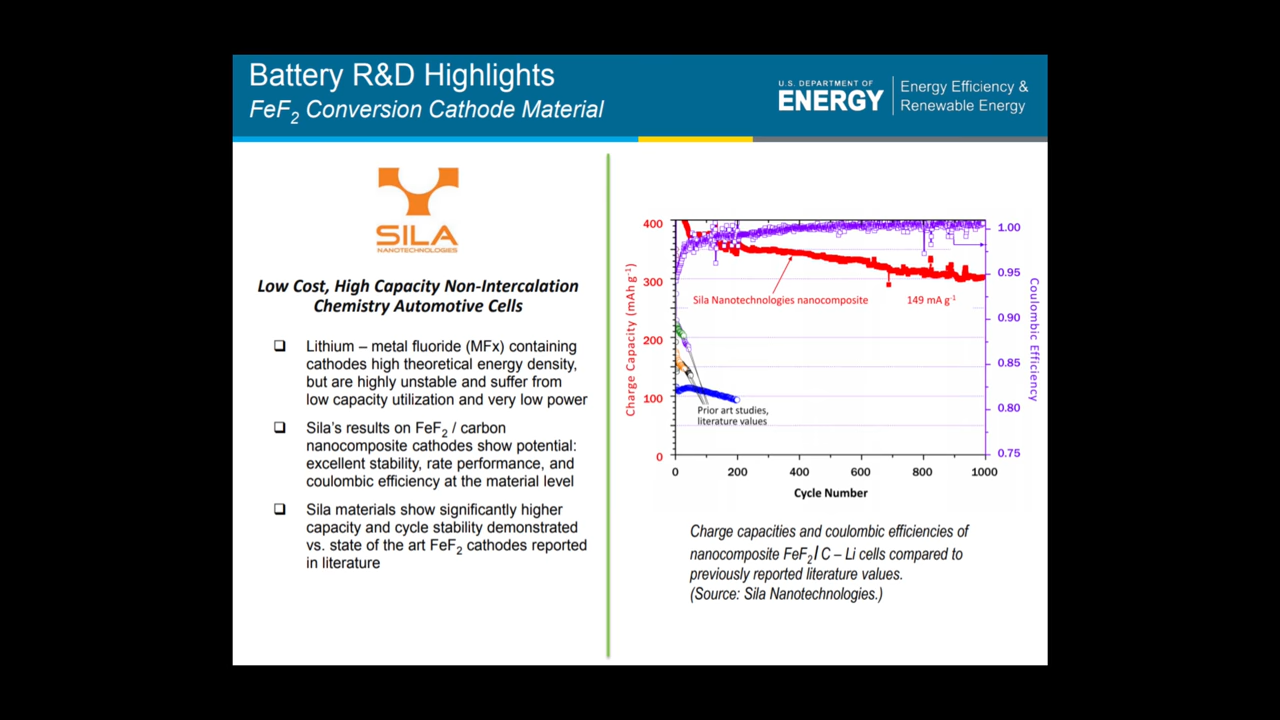 Battery R&D Highlights
FeF2 Conversion Cathode Material
U.S. DEPARTMENT OF
ENERGY
Energy Efficiency &
Renewable Energy
SILA
NANOTECHNOLOGIES
Low Cost, High Capacity Non-Intercalation
Chemistry Automotive Cells
Lithium – metal fluoride (MFx) containing
cathodes high theoretical energy density,
but are highly unstable and suffer from
low capacity utilization and very low power
Sila's results on FeF2 / carbon
nanocomposite cathodes show potential:
excellent stability, rate performance, and
coulombic efficiency at the material level
Sila materials show significantly higher
capacity and cycle stability demonstrated
vs. state of the art FeF2 cathodes reported
in literature
Charge Capacity (mAh g-1)
400
300
200
100
0
Sila Nanotechnologies nanocomposite
149 mA g-1
Prior art studies,
literature values
1.00
0.95
0.90
0.85
0.80
0.75
Coulombic Efficiency
0 200 400 600 800 1000
Cycle Number
Charge capacities and coulombic efficiencies of
nanocomposite FeF2/ C – Li cells compared to
previously reported literature values.
(Source: Sila Nanotechnologies.)